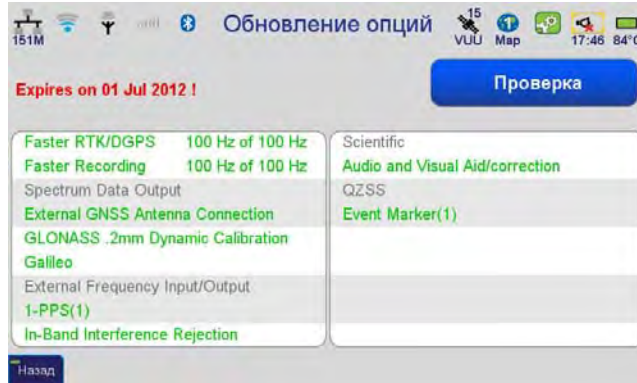 151M
Обновление опций
15
VUU
Map
17:46
84°C
Expires on 01 Jul 2012 !
Проверка
Faster RTK/DGPS 100 Hz of 100 Hz
Faster Recording 100 Hz of 100 Hz
Spectrum Data Output
External GNSS Antenna Connection
GLONASS .2mm Dynamic Calibration
Galileo
External Frequency Input/Output
1-PPS(1)
In-Band Interference Rejection
Scientific
Audio and Visual Aid/correction
QZSS
Event Marker(1)
Назад